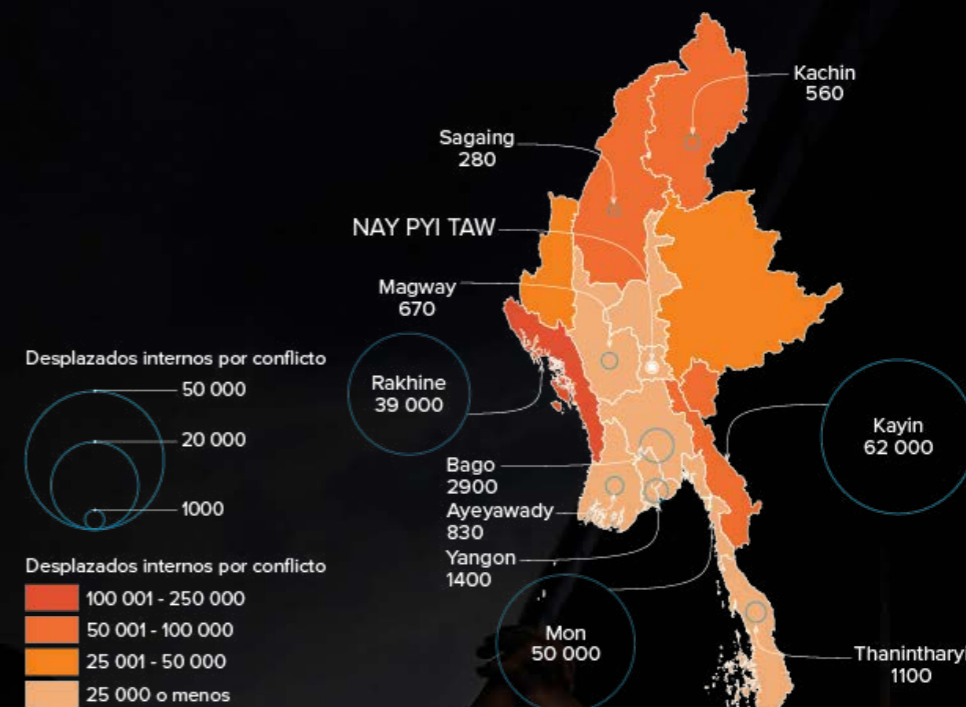 Kachin
560
Sagaing
280
NAY PYI TAW
Magway
670
Desplazados internos por conflicto
50 000
20 000
1000
Rakhine
39 000
Kayin
62 000
Bago
2900
Ayeyawady
830
Yangon
1400
Desplazados internos por conflicto
100 001 - 250 000
50 001 - 100 000
25 001 - 50 000
25 000 o menos
Mon
50 000
Thanintharyi
1100